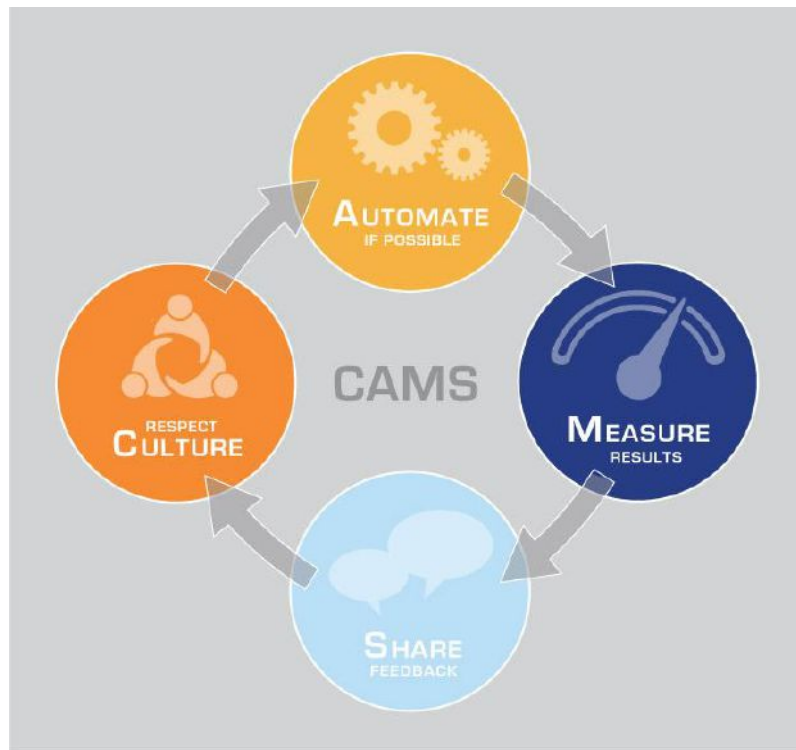 AUTOMATE
IF POSSIBLE
CAMS
RESPECT
CULTURE
MEASURE
RESULTS
SHARE
FEEDBACK